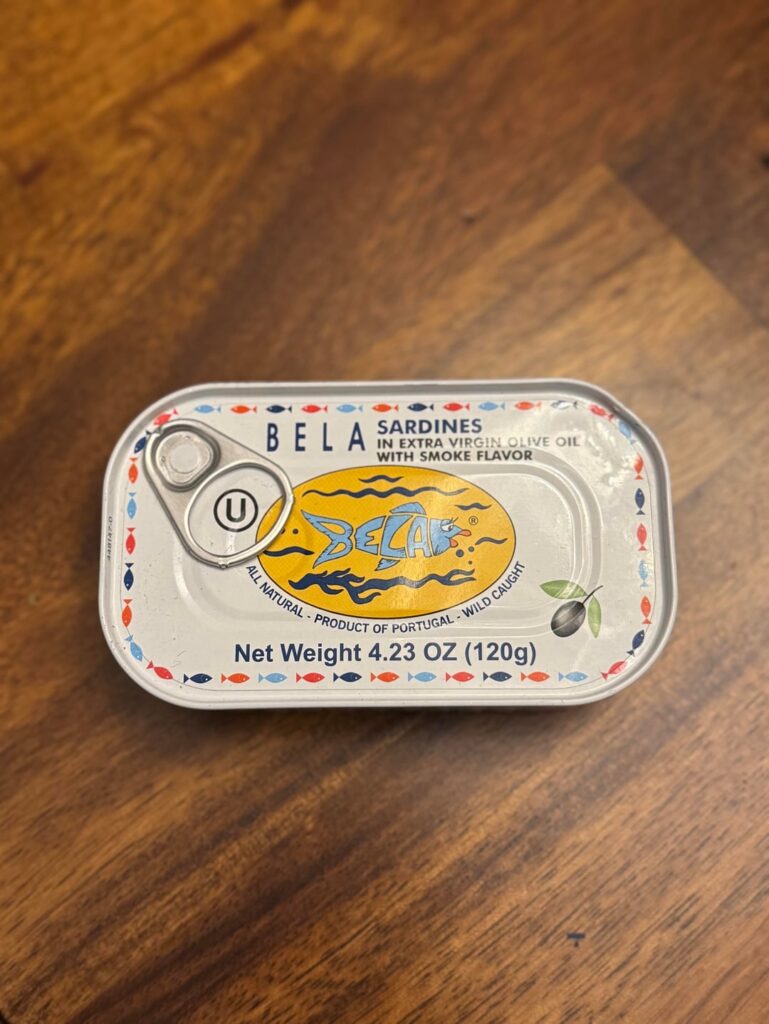 BELA SARDINES
IN EXTRA VIRGIN OLIVE OIL
WITH SMOKE FLAVOR
U
BELA ®
ALL NATURAL - PRODUCT OF PORTUGAL - WILD CAUGHT
Net Weight 4.23 OZ (120g)